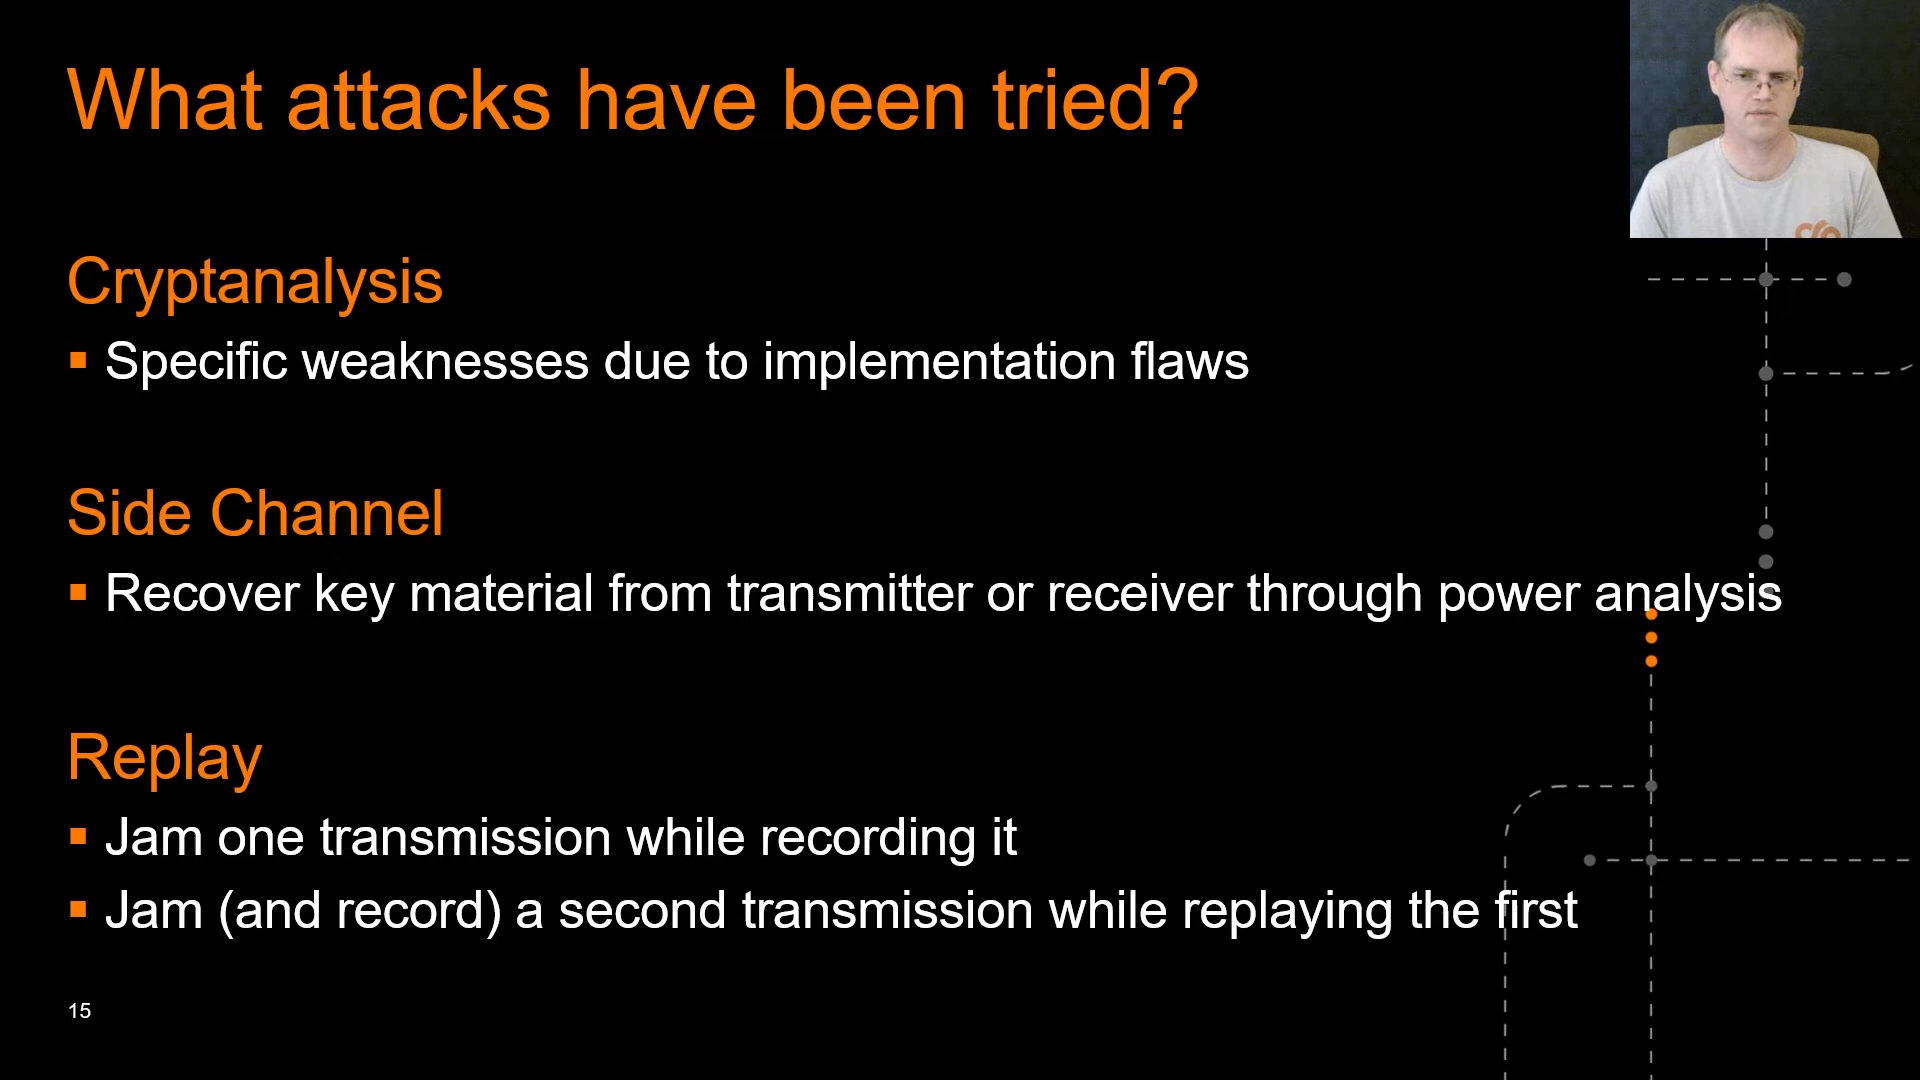 What attacks have been tried?
Cryptanalysis
▪ Specific weaknesses due to implementation flaws
Side Channel
▪ Recover key material from transmitter or receiver through power analysis
Replay
▪ Jam one transmission while recording it
▪ Jam (and record) a second transmission while replaying the first
15